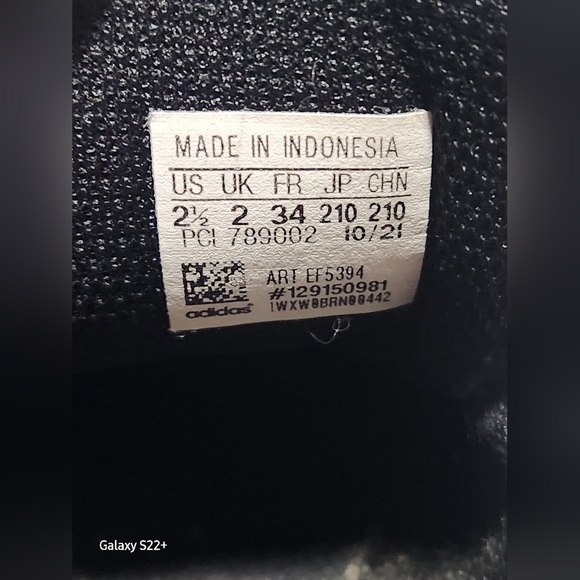 MADE IN INDONESIA
US UK FR JP CHN
2½ 2 34 210 210
PCI 789002 10/21
ART EF5394
#129150981
IWXW0BRN00442
adidas
Galaxy S22+